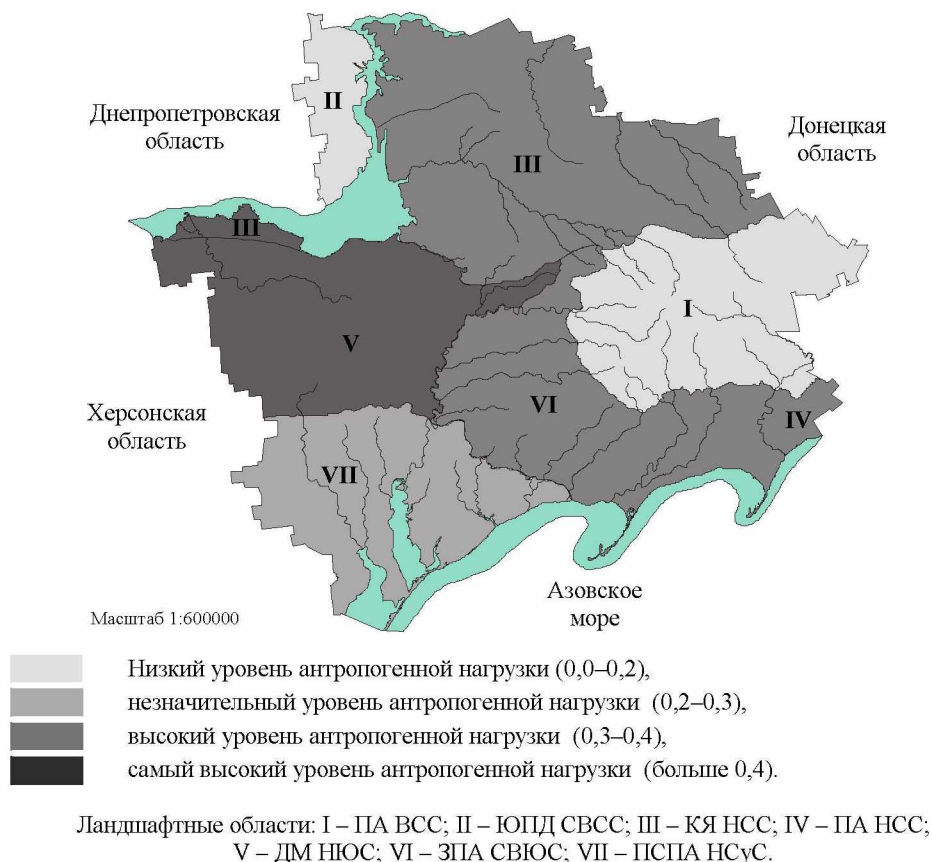 II
Днепропетровская
область
Донецкая
область
III
III
I
V
VI
IV
Херсонская
область
VII
Азовское
море
Масштаб 1:600000
Низкий уровень антропогенной нагрузки (0,0–0,2),
незначительный уровень антропогенной нагрузки (0,2–0,3),
высокий уровень антропогенной нагрузки (0,3–0,4),
самый высокий уровень антропогенной нагрузки (больше 0,4).
Ландшафтные области: I – ПА ВСС; II – ЮПД СВСС; III – КЯ НСС; IV – ПА НСС;
V – ДМ НЮС; VI – ЗПА СВЮС; VII – ПСПА НСуС.